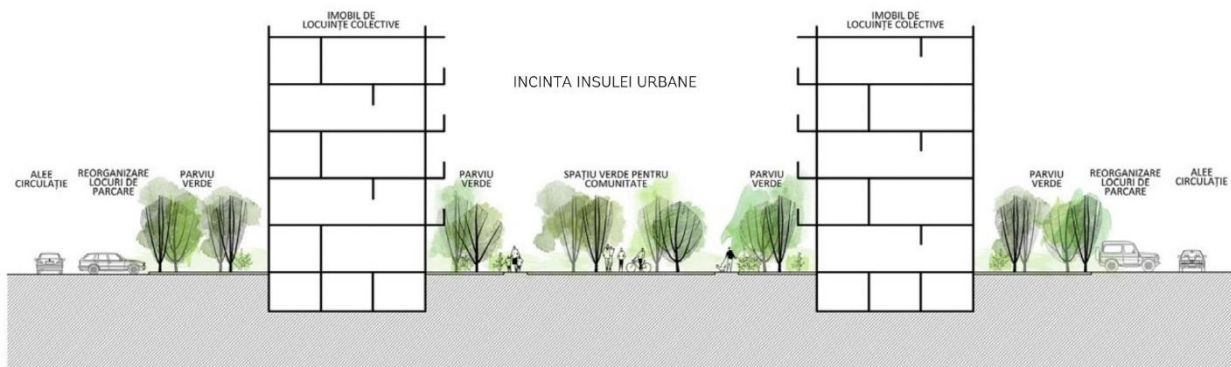 IMOBIL DE
LOCUINȚE COLECTIVE
IMOBIL DE
LOCUINȚE COLECTIVE
INCINTA INSULEI URBANE
ALEE
CIRCULAȚIE
REORGANIZARE
LOCURI DE
PARCARE
PARVIU
VERDE
PARVIU
VERDE
SPAȚIU VERDE PENTRU
COMUNITATE
PARVIU
VERDE
PARVIU
VERDE
REORGANIZARE
LOCURI DE
PARCARE
ALEE
CIRCULAȚIE